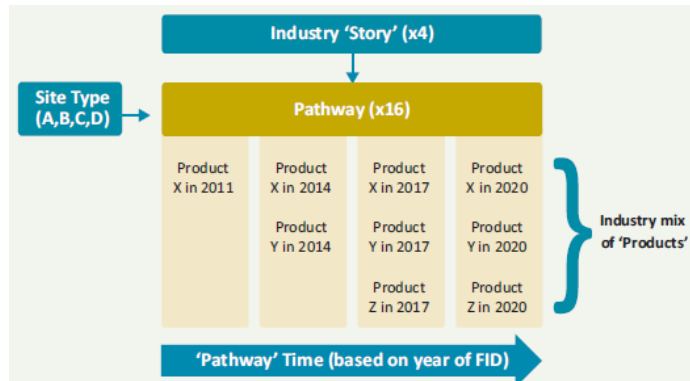 Industry ‘Story’ (x4)
Site Type
(A,B,C,D)
Pathway (x16)
Product
X in 2011
Product
X in 2014
Product
X in 2017
Product
X in 2020
Product
Y in 2014
Product
Y in 2017
Product
Y in 2020
Product
Z in 2017
Product
Z in 2020
Industry mix
of ‘Products’
‘Pathway’ Time (based on year of FID)